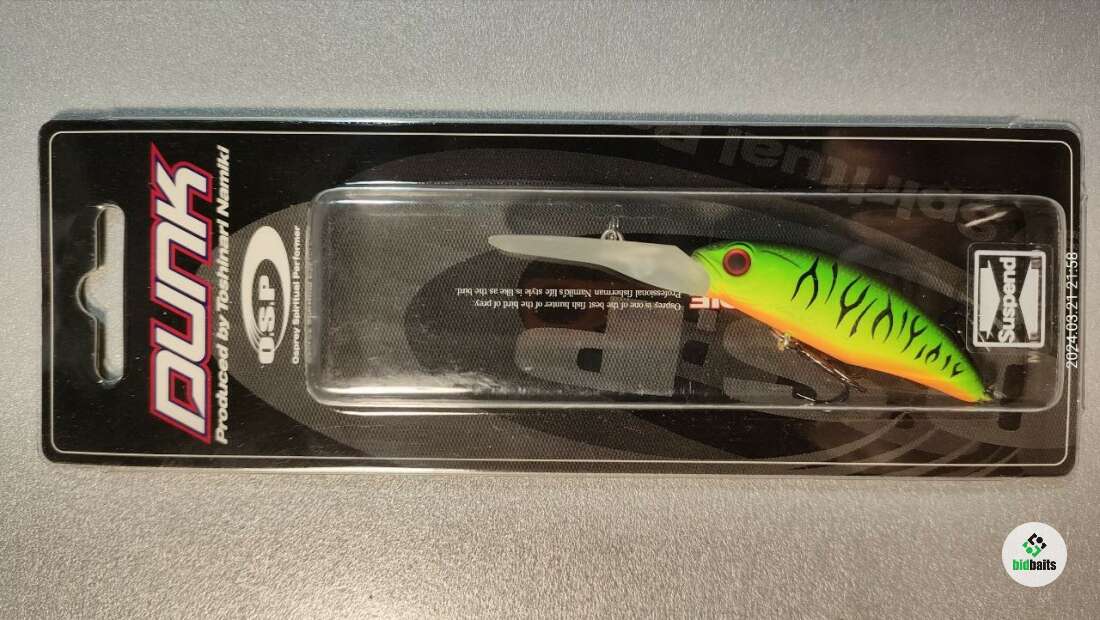 DUNK
Produced by Toshinari Namiki
O.S.P
Osprey Spiritual Performer
Osprey is one of the best fish hunter of the bird of prey.
Professional fisherman Namiki's life style is like as the bird.
Spiritual P
Suspend
2024.03.21 21:58
bidbaits